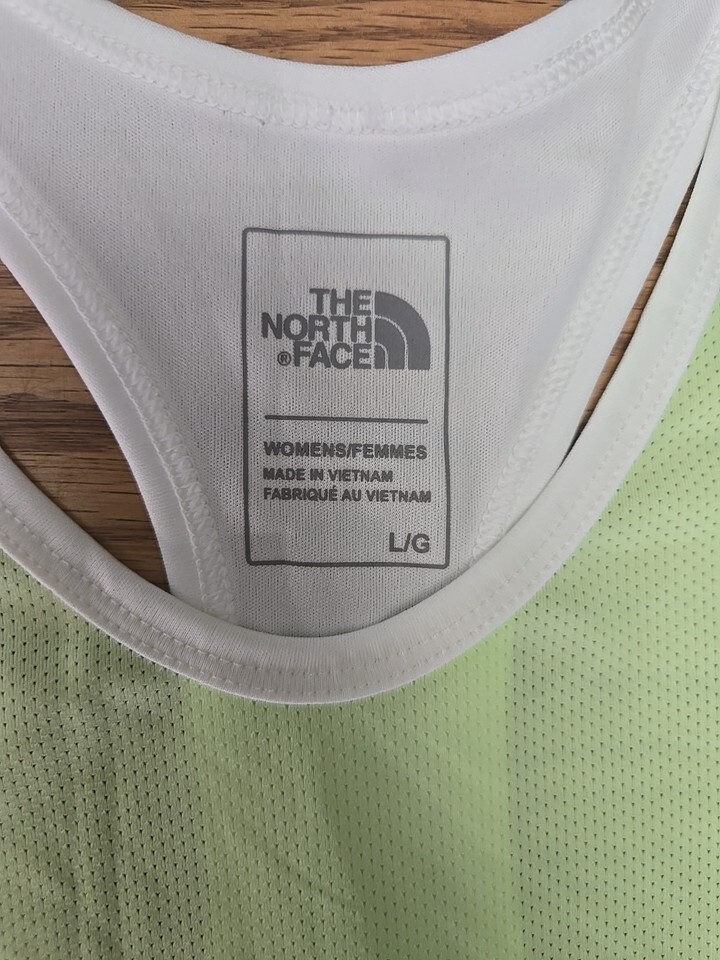 THE
NORTH
®FACE
WOMENS/FEMMES
MADE IN VIETNAM
FABRIQUÉ AU VIETNAM
L/G